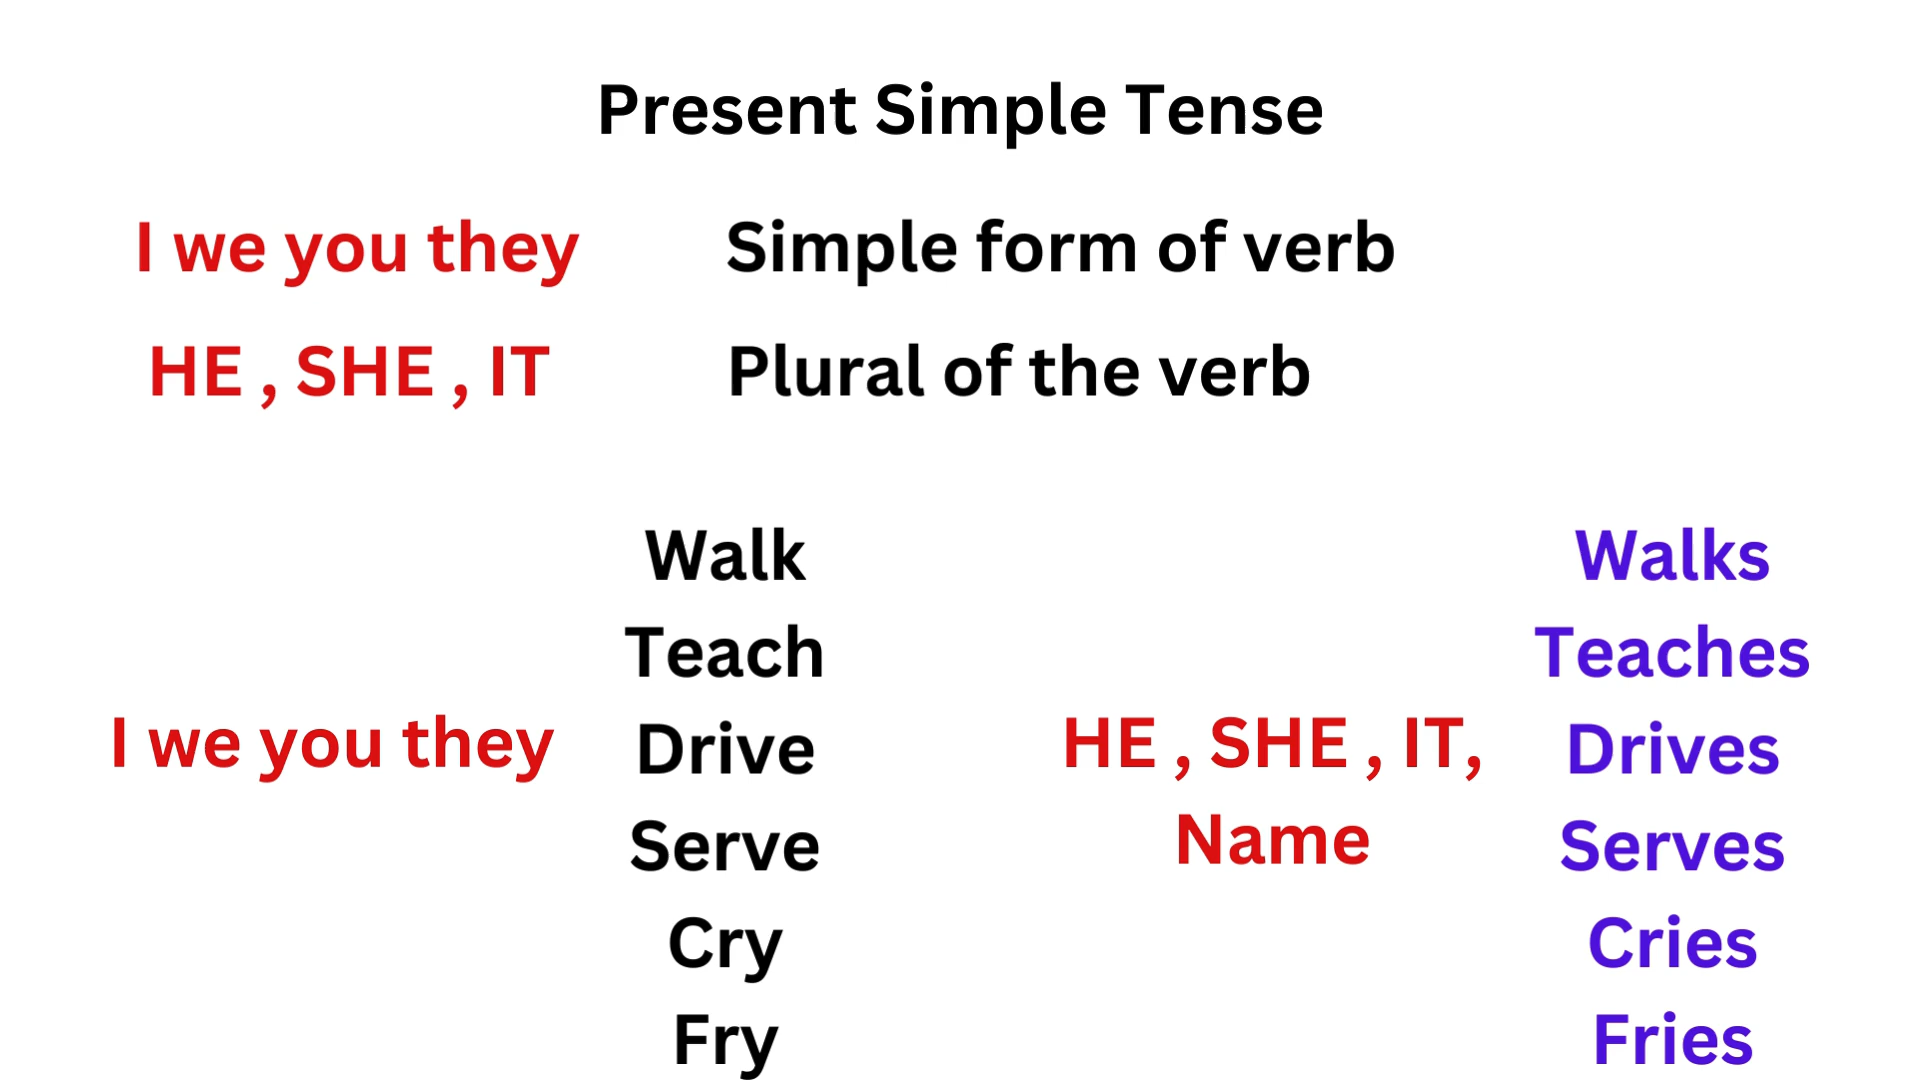 Present Simple Tense
I we you they
Simple form of verb
HE , SHE , IT
Plural of the verb
I we you they
Walk
Teach
Drive
Serve
Cry
Fry
HE , SHE , IT,
Name
Walks
Teaches
Drives
Serves
Cries
Fries